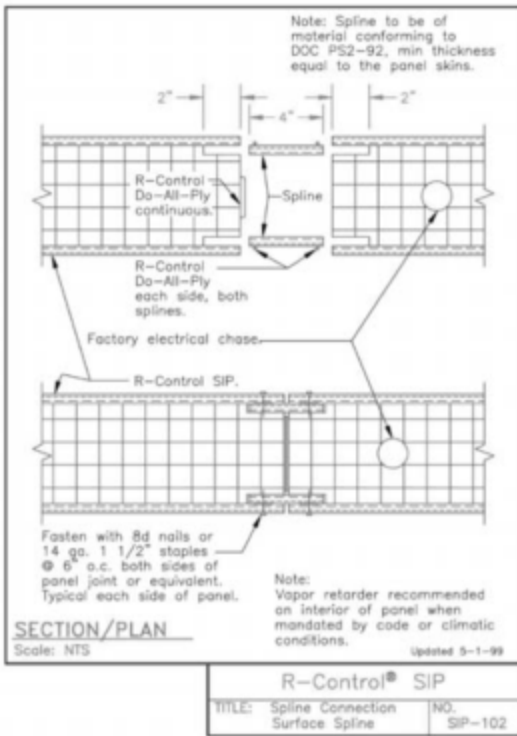 Note: Spline to be of
material conforming to
DOC PS2-92, min thickness
equal to the panel skins.
2"
4"
2"
R-Control
Do-All-Ply
continuous.
Spline
R-Control
Do-All-Ply
each side, both
splines.
Factory electrical chase.
R-Control SIP.
Fasten with 8d nails or
14 ga. 1 1/2" staples
@ 6" o.c. both sides of
panel joint or equivalent.
Typical each side of panel.
Note:
Vapor retarder recommended
on interior of panel when
mandated by code or climatic
conditions.
SECTION/PLAN
Scale: NTS
Updated 5-1-99
R-Control® SIP
TITLE: Spline Connection
Surface Spline
NO.
SIP-102